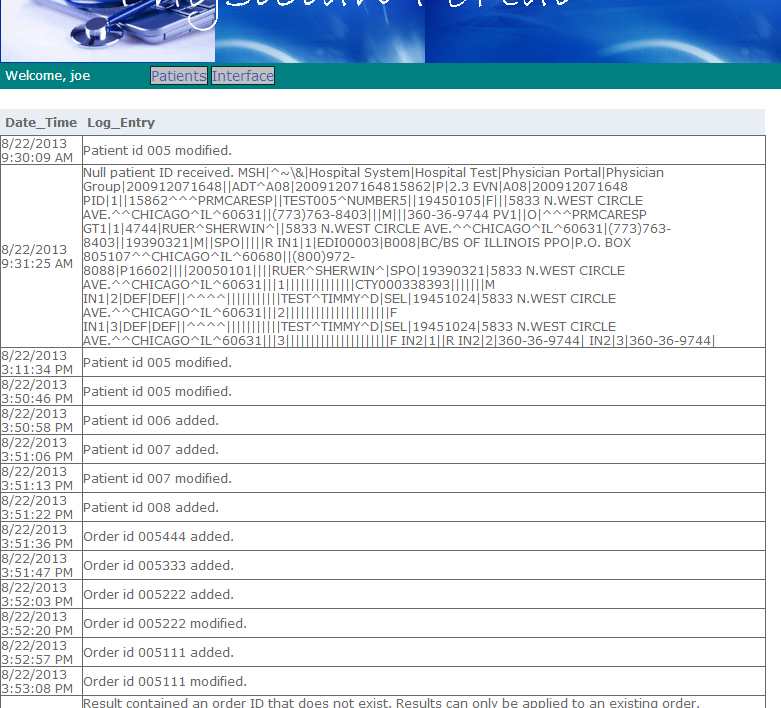 Welcome, joe Patients Interface
Date_Time Log_Entry
8/22/2013
9:30:09 AM
Patient id 005 modified.
8/22/2013
9:31:25 AM
Null patient ID received. MSH|^~\&|Hospital System|Hospital Test|Physician Portal|Physician
Group|200912071648||ADT^A08|20091207164815862|P|2.3 EVN|A08|200912071648
PID|1||15862^^^PRMCARESP||TEST005^NUMBER5||19450105|F|||5833 N.WEST CIRCLE
AVE.^^CHICAGO^IL^60631||(773)763-8403|||M|||360-36-9744 PV1||O|^^^PRMCARESP
GT1|1|4744|RUER^SHERWIN^||5833 N.WEST CIRCLE AVE.^^CHICAGO^IL^60631|(773)763-
8403||19390321|M||SPO|||||R IN1|1|EDI00003|B008|BC/BS OF ILLINOIS PPO|P.O. BOX
805107^^CHICAGO^IL^60680||(800)972-
8088|P16602||||20050101||||RUER^SHERWIN^|SPO|19390321|5833 N.WEST CIRCLE
AVE.^^CHICAGO^IL^60631|||1||||||||||||||CTY000338393|||||||M
IN1|2|DEF|DEF||^^^^|||||||||||TEST^TIMMY^D|SEL|19451024|5833 N.WEST CIRCLE
AVE.^^CHICAGO^IL^60631|||2|||||||||||||||||||||F
IN1|3|DEF|DEF||^^^^|||||||||||TEST^TIMMY^D|SEL|19451024|5833 N.WEST CIRCLE
AVE.^^CHICAGO^IL^60631|||3|||||||||||||||||||||F IN2|1||R IN2|2|360-36-9744| IN2|3|360-36-9744|
8/22/2013
3:11:34 PM
Patient id 005 modified.
8/22/2013
3:50:46 PM
Patient id 005 modified.
8/22/2013
3:50:58 PM
Patient id 006 added.
8/22/2013
3:51:06 PM
Patient id 007 added.
8/22/2013
3:51:13 PM
Patient id 007 modified.
8/22/2013
3:51:22 PM
Patient id 008 added.
8/22/2013
3:51:36 PM
Order id 005444 added.
8/22/2013
3:51:47 PM
Order id 005333 added.
8/22/2013
3:52:03 PM
Order id 005222 added.
8/22/2013
3:52:20 PM
Order id 005222 modified.
8/22/2013
3:52:57 PM
Order id 005111 added.
8/22/2013
3:53:08 PM
Order id 005111 modified.
Result contained an order ID that does not exist. Results can only be applied to an existing order.